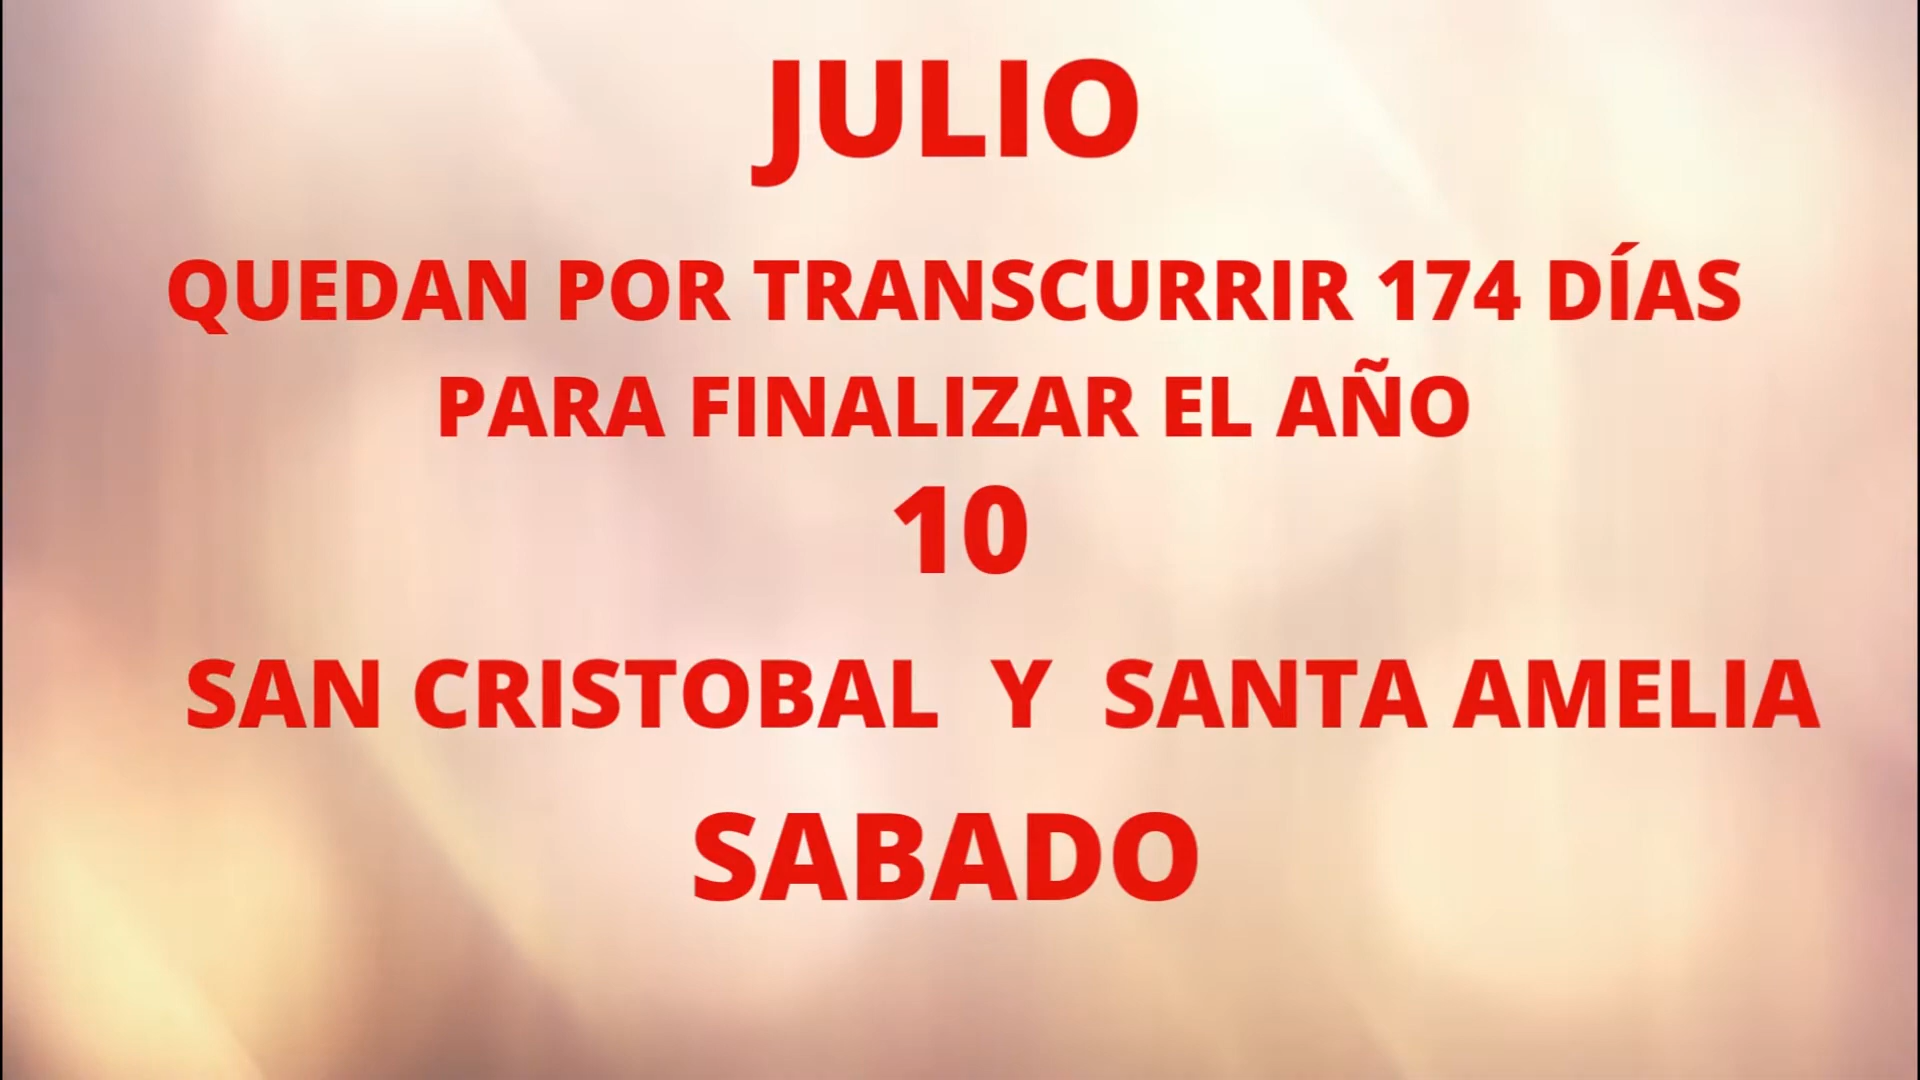 JULIO
QUEDAN POR TRANSCURRIR 174 DÍAS
PARA FINALIZAR EL AÑO
10
SAN CRISTOBAL Y SANTA AMELIA
SABADO